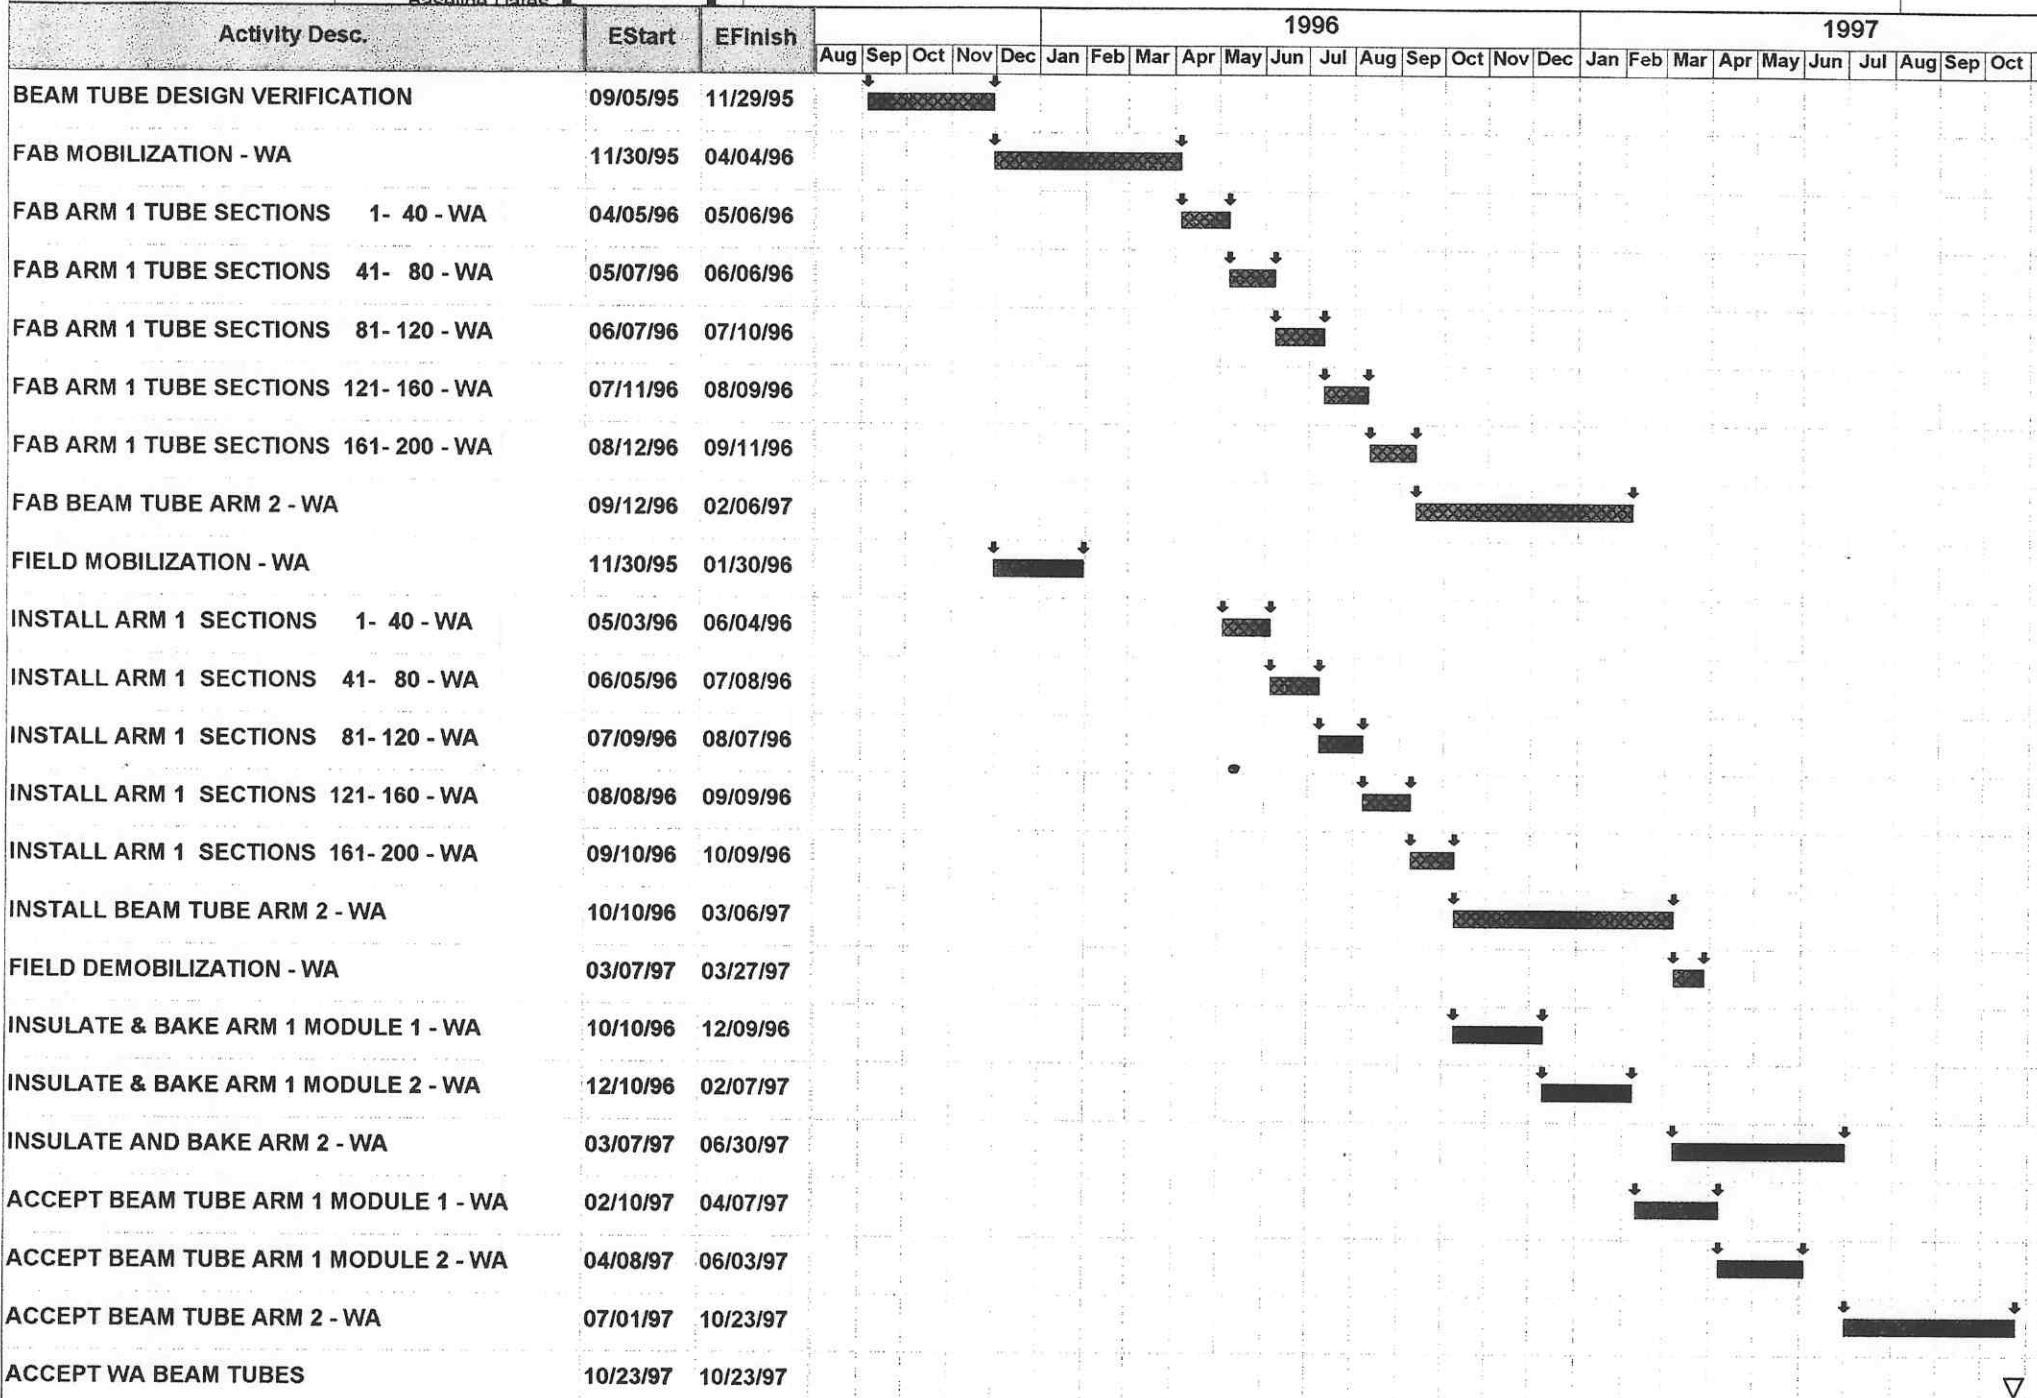 Baseline Dates
1996 1997
Activity Desc. EStart EFinish
Aug Sep Oct Nov Dec Jan Feb Mar Apr May Jun Jul Aug Sep Oct Nov Dec Jan Feb Mar Apr May Jun Jul Aug Sep Oct
BEAM TUBE DESIGN VERIFICATION 09/05/95 11/29/95
FAB MOBILIZATION - WA 11/30/95 04/04/96
FAB ARM 1 TUBE SECTIONS 1- 40 - WA 04/05/96 05/06/96
FAB ARM 1 TUBE SECTIONS 41- 80 - WA 05/07/96 06/06/96
FAB ARM 1 TUBE SECTIONS 81- 120 - WA 06/07/96 07/10/96
FAB ARM 1 TUBE SECTIONS 121- 160 - WA 07/11/96 08/09/96
FAB ARM 1 TUBE SECTIONS 161- 200 - WA 08/12/96 09/11/96
FAB BEAM TUBE ARM 2 - WA 09/12/96 02/06/97
FIELD MOBILIZATION - WA 11/30/95 01/30/96
INSTALL ARM 1 SECTIONS 1- 40 - WA 05/03/96 06/04/96
INSTALL ARM 1 SECTIONS 41- 80 - WA 06/05/96 07/08/96
INSTALL ARM 1 SECTIONS 81- 120 - WA 07/09/96 08/07/96
INSTALL ARM 1 SECTIONS 121- 160 - WA 08/08/96 09/09/96
INSTALL ARM 1 SECTIONS 161- 200 - WA 09/10/96 10/09/96
INSTALL BEAM TUBE ARM 2 - WA 10/10/96 03/06/97
FIELD DEMOBILIZATION - WA 03/07/97 03/27/97
INSULATE & BAKE ARM 1 MODULE 1 - WA 10/10/96 12/09/96
INSULATE & BAKE ARM 1 MODULE 2 - WA 12/10/96 02/07/97
INSULATE AND BAKE ARM 2 - WA 03/07/97 06/30/97
ACCEPT BEAM TUBE ARM 1 MODULE 1 - WA 02/10/97 04/07/97
ACCEPT BEAM TUBE ARM 1 MODULE 2 - WA 04/08/97 06/03/97
ACCEPT BEAM TUBE ARM 2 - WA 07/01/97 10/23/97
ACCEPT WA BEAM TUBES 10/23/97 10/23/97